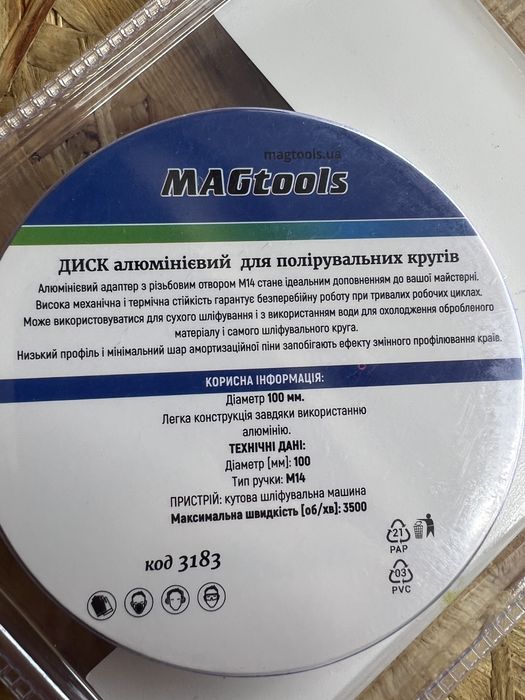 magtools.ua
MAGtools
ДИСК алюмінієвий для полірувальних кругів
Алюмінієвий адаптер з різьбовим отвором М14 стане ідеальним доповненням до вашої майстерні.
Висока механічна і термічна стійкість гарантує безперебійну роботу при тривалих робочих циклах.
Може використовуватися для сухого шліфування і з використанням води для охолодження обробленого
матеріалу і самого шліфувального круга.
Низький профіль і мінімальний шар амортизаційної піни запобігають ефекту змінного профілювання країв.
КОРИСНА ІНФОРМАЦІЯ:
Діаметр 100 мм.
Легка конструкція завдяки використанню
алюмінію.
ТЕХНІЧНІ ДАНІ:
Діаметр [мм]: 100
Тип ручки: М14
ПРИСТРІЙ: кутова шліфувальна машина
Максимальна швидкість [об/хв]: 3500
код 3183
21
PAP
03
PVC